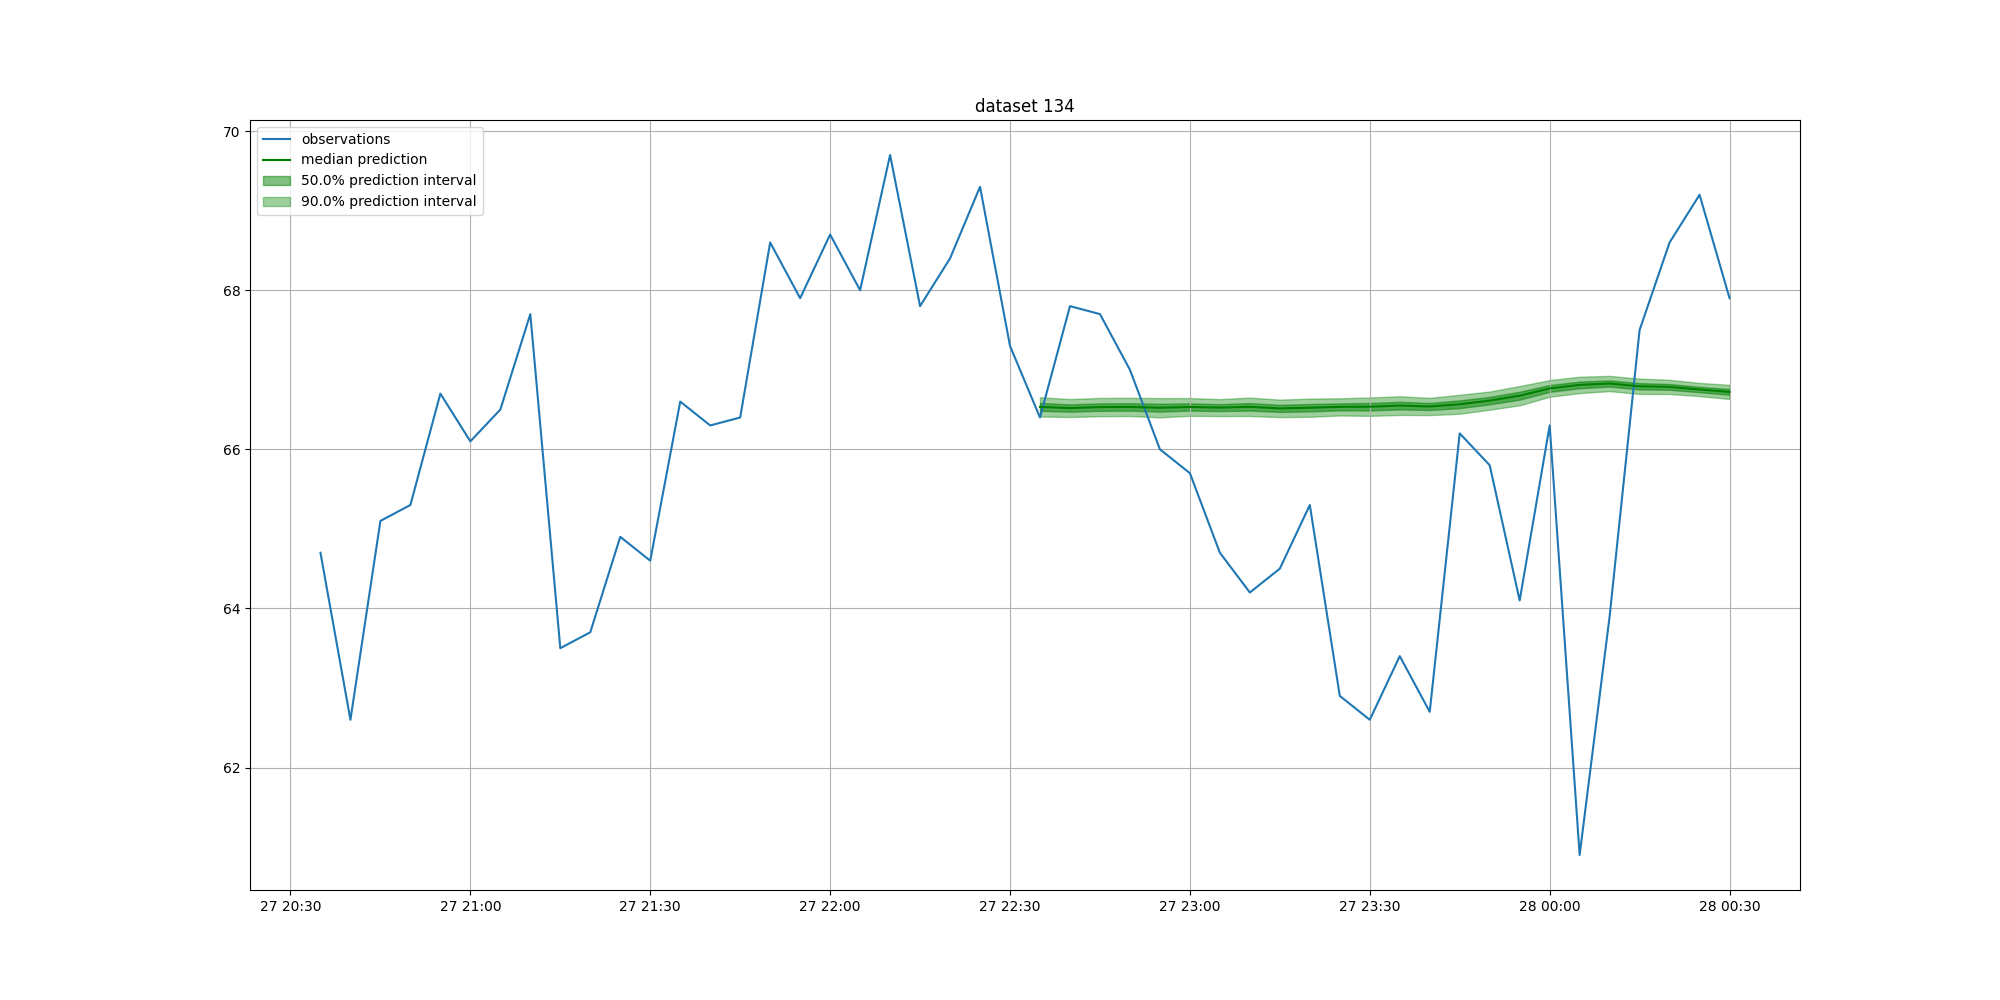 dataset 134
observations
median prediction
50.0% prediction interval
90.0% prediction interval
70
68
66
64
62
27 20:30
27 21:00
27 21:30
27 22:00
27 22:30
27 23:00
27 23:30
28 00:00
28 00:30